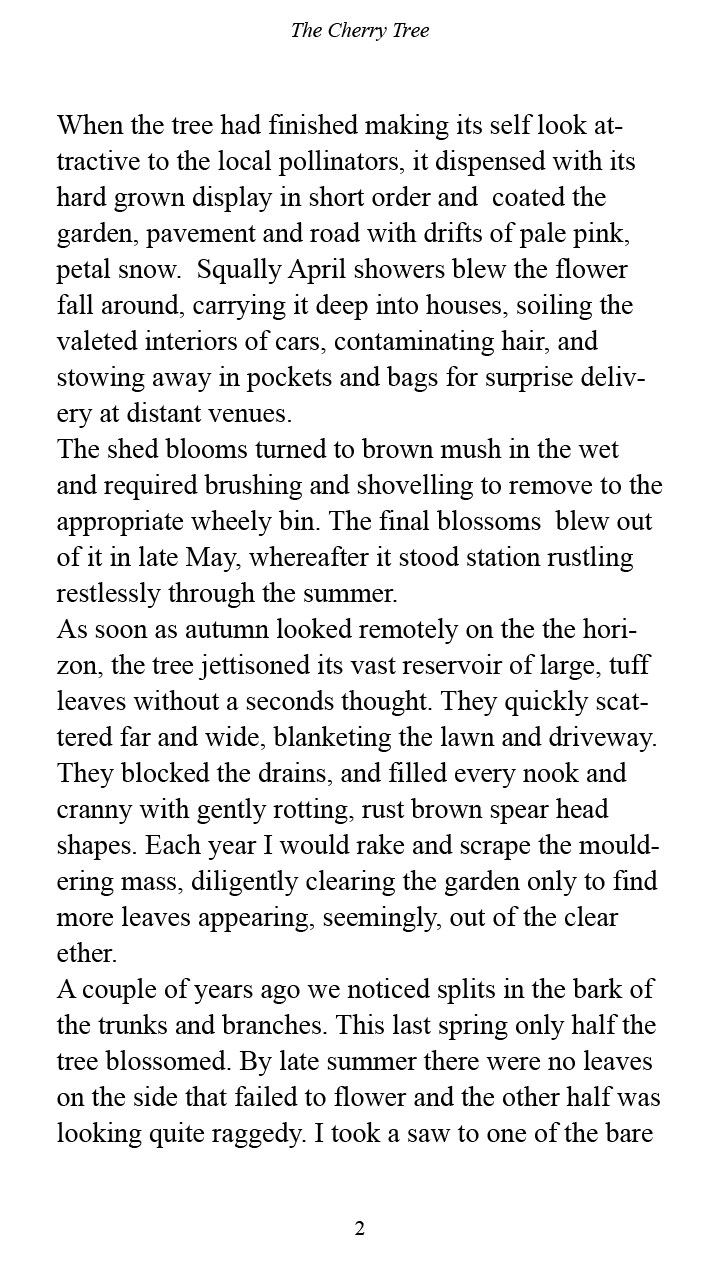 The Cherry Tree
When the tree had finished making its self look at-
tractive to the local pollinators, it dispensed with its
hard grown display in short order and  coated the
garden, pavement and road with drifts of pale pink,
petal snow.  Squally April showers blew the flower
fall around, carrying it deep into houses, soiling the
valeted interiors of cars, contaminating hair, and
stowing away in pockets and bags for surprise deliv-
ery at distant venues.
The shed blooms turned to brown mush in the wet
and required brushing and shovelling to remove to the
appropriate wheely bin. The final blossoms  blew out
of it in late May, whereafter it stood station rustling
restlessly through the summer.
As soon as autumn looked remotely on the the hori-
zon, the tree jettisoned its vast reservoir of large, tuff
leaves without a seconds thought. They quickly scat-
tered far and wide, blanketing the lawn and driveway.
They blocked the drains, and filled every nook and
cranny with gently rotting, rust brown spear head
shapes. Each year I would rake and scrape the mould-
ering mass, diligently clearing the garden only to find
more leaves appearing, seemingly, out of the clear
ether.
A couple of years ago we noticed splits in the bark of
the trunks and branches. This last spring only half the
tree blossomed. By late summer there were no leaves
on the side that failed to flower and the other half was
looking quite raggedy. I took a saw to one of the bare
2